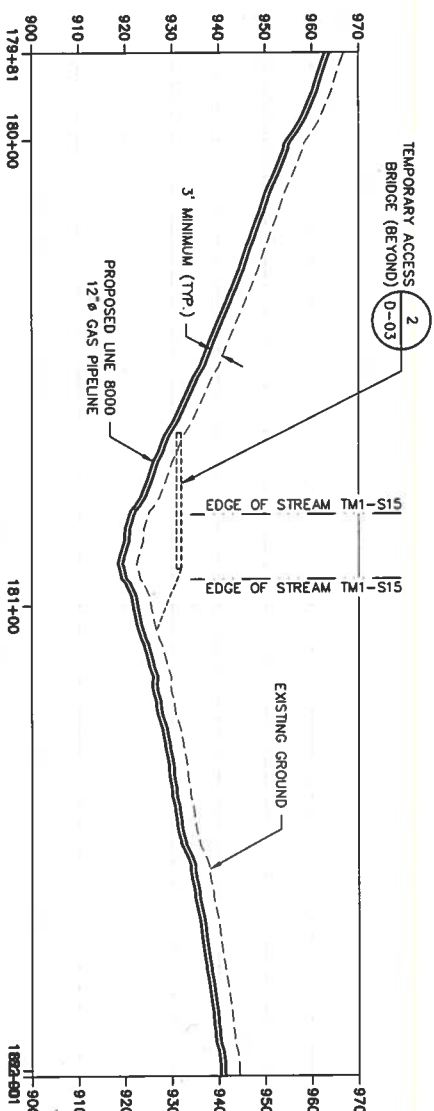 TEMPORARY ACCESS
BRIDGE (BEYOND)
2
D-03
3' MINIMUM (TYP.)
PROPOSED LINE 8000
12"ø GAS PIPELINE
EDGE OF STREAM TM1-S15
EDGE OF STREAM TM1-S15
EXISTING GROUND
970
960
950
940
930
920
910
900
970
960
950
940
930
920
910
900
179+81
180+00
181+00